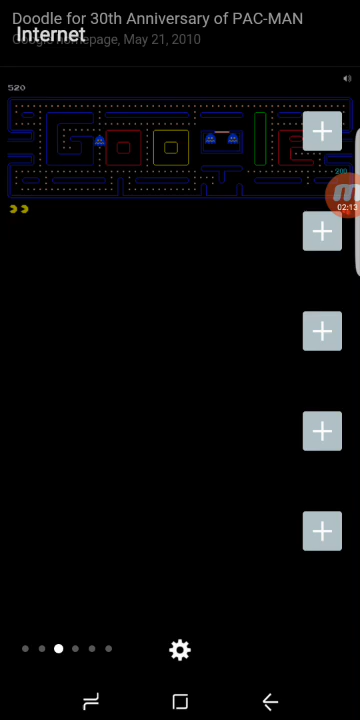 Doodle for 30th Anniversary of PAC-MAN
Internet
Google homepage, May 21, 2010
520
200
02:13